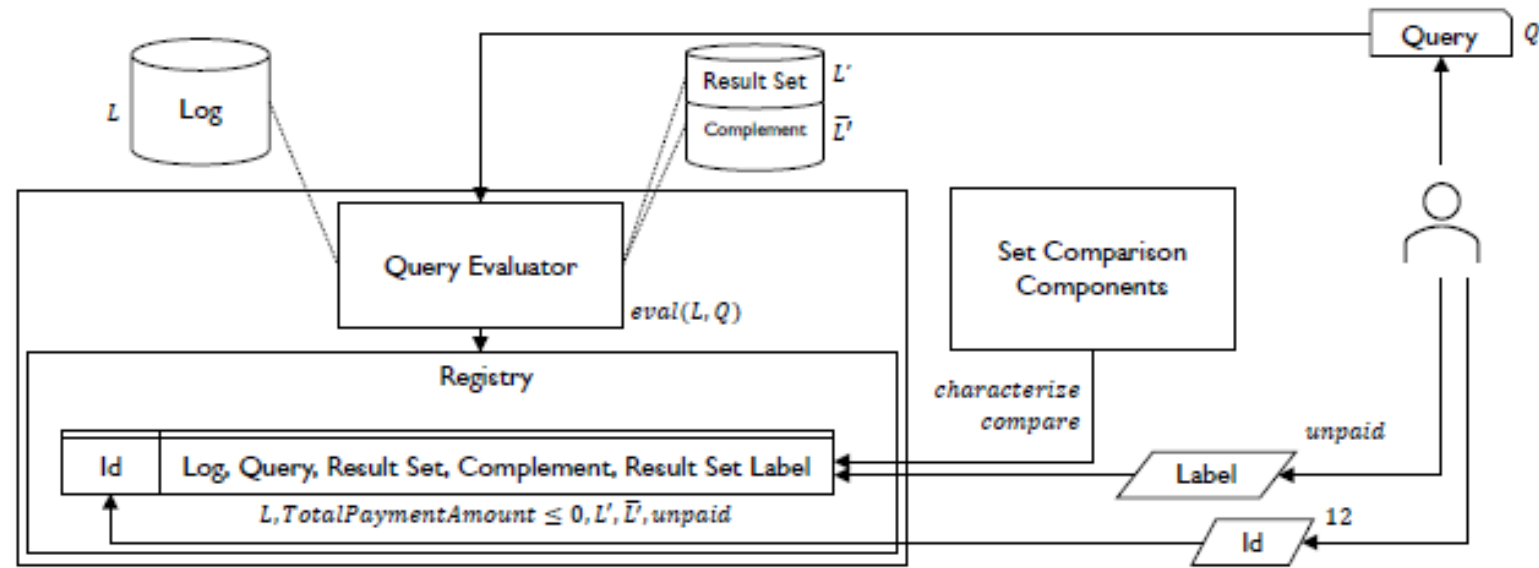 Query
Q
L
Log
Result Set
L′
Complement
L̅′
Query Evaluator
eval(L, Q)
Set Comparison
Components
Registry
characterize
compare
unpaid
Id
Log, Query, Result Set, Complement, Result Set Label
Label
L, TotalPaymentAmount ≤ 0, L′, L̅′, unpaid
12
Id